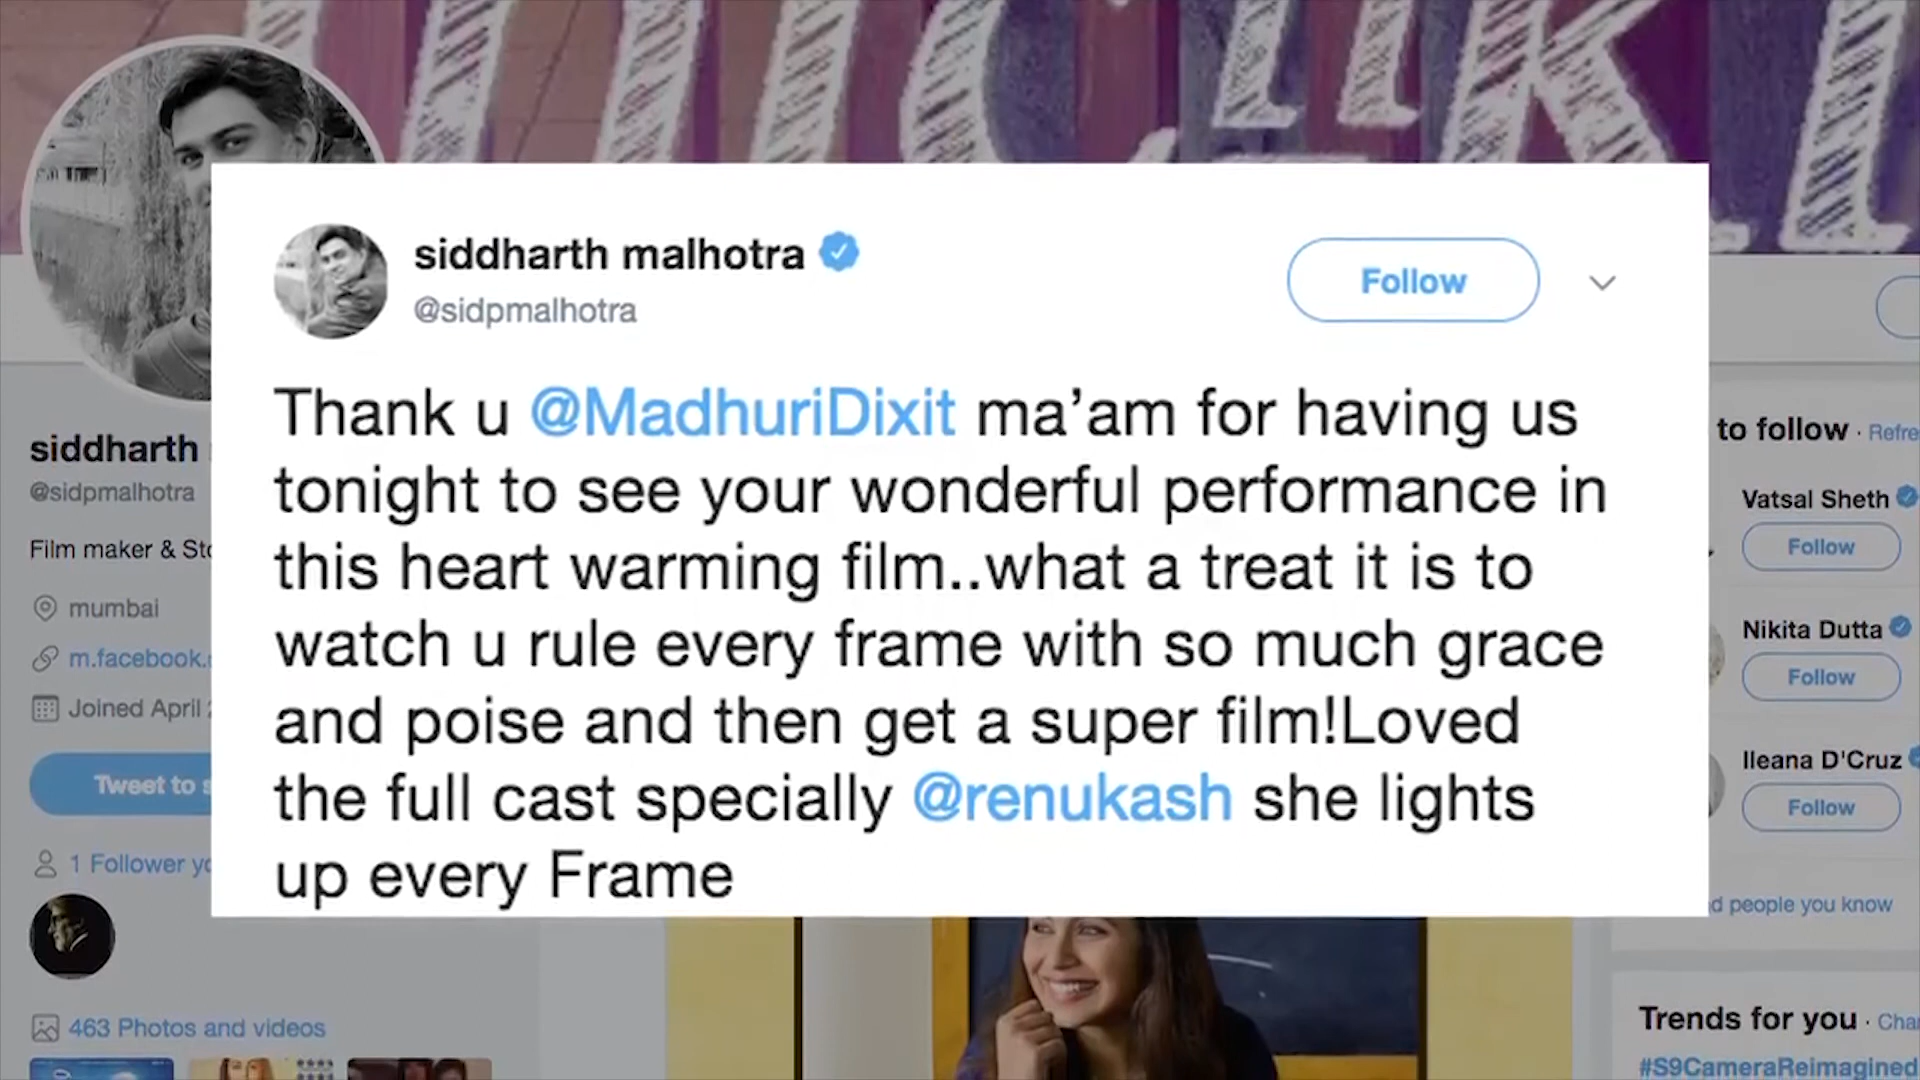 siddharth malhotra
@sidpmalhotra
Follow
Thank u @MadhuriDixit ma’am for having us
tonight to see your wonderful performance in
this heart warming film..what a treat it is to
watch u rule every frame with so much grace
and poise and then get a super film!Loved
the full cast specially @renukash she lights
up every Frame
siddharth
@sidpmalhotra
Film maker &
mumbai
m.facebook.
Joined April
Tweet to
1 Follower
463 Photos and videos
to follow ·
Vatsal Sheth
Follow
Nikita Dutta
Follow
Ileana D'Cruz
Follow
people you know
Trends for you ·
#S9CameraReimagined